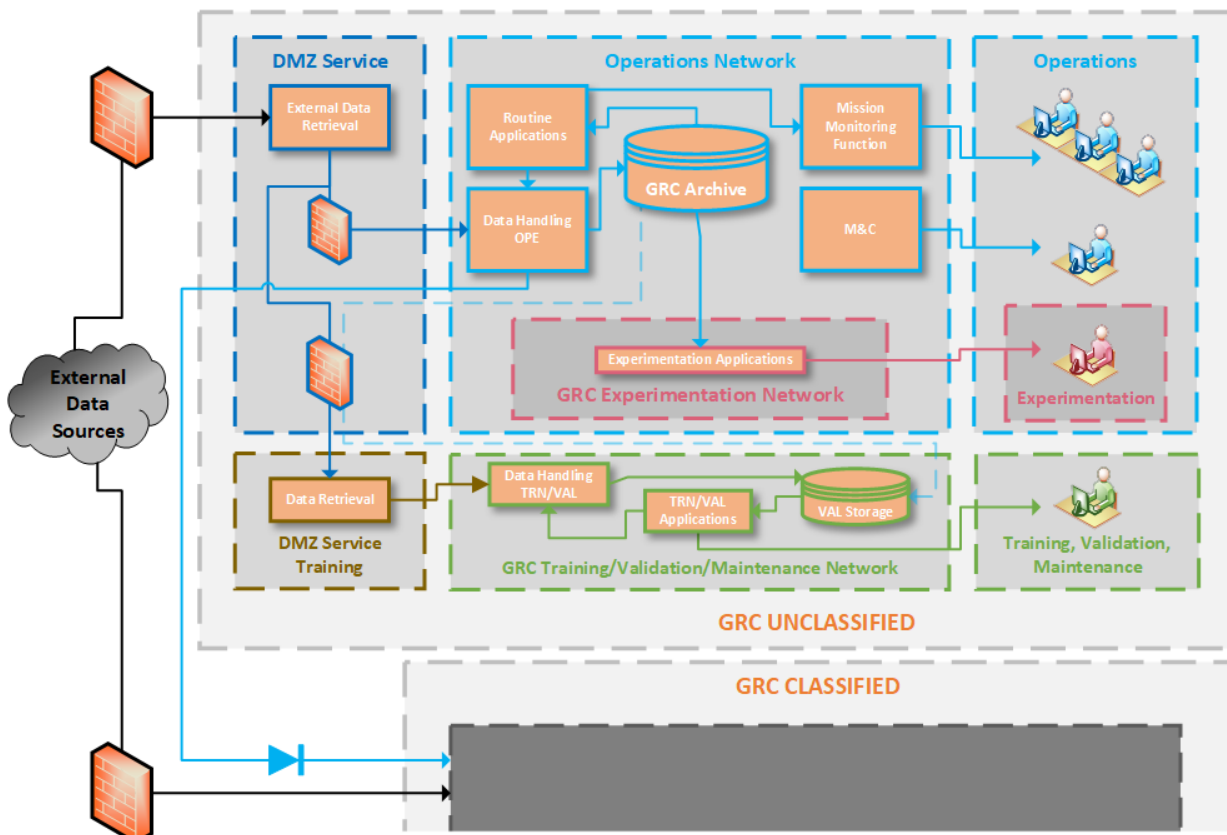 DMZ Service
Operations Network
Operations
External Data
Retrieval
Routine
Applications
Mission
Monitoring
Function
GRC Archive
Data Handling
OPE
M&C
External
Data
Sources
Experimentation Applications
GRC Experimentation Network
Experimentation
Data Retrieval
DMZ Service
Training
Data Handling
TRN/VAL
TRN/VAL
Applications
VAL Storage
GRC Training/Validation/Maintenance Network
Training, Validation,
Maintenance
GRC UNCLASSIFIED
GRC CLASSIFIED